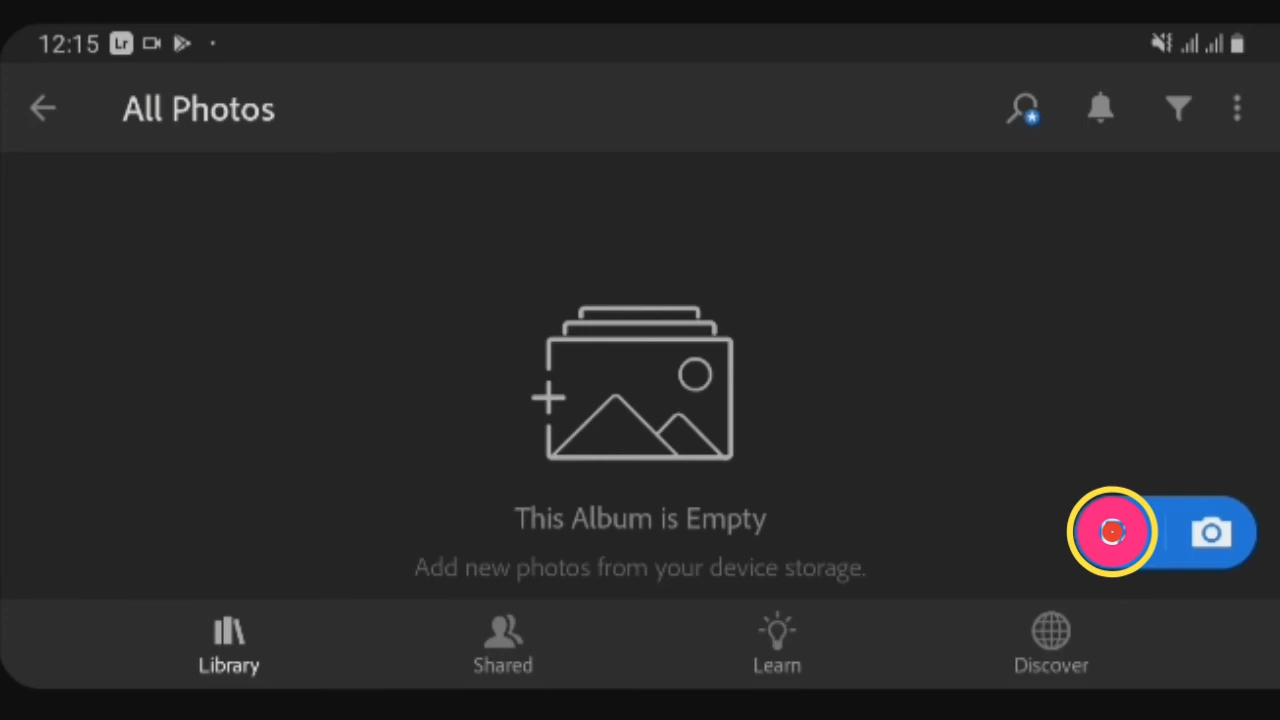 12:15 Lr
All Photos
This Album is Empty
Add new photos from your device storage.
Library Shared Learn Discover